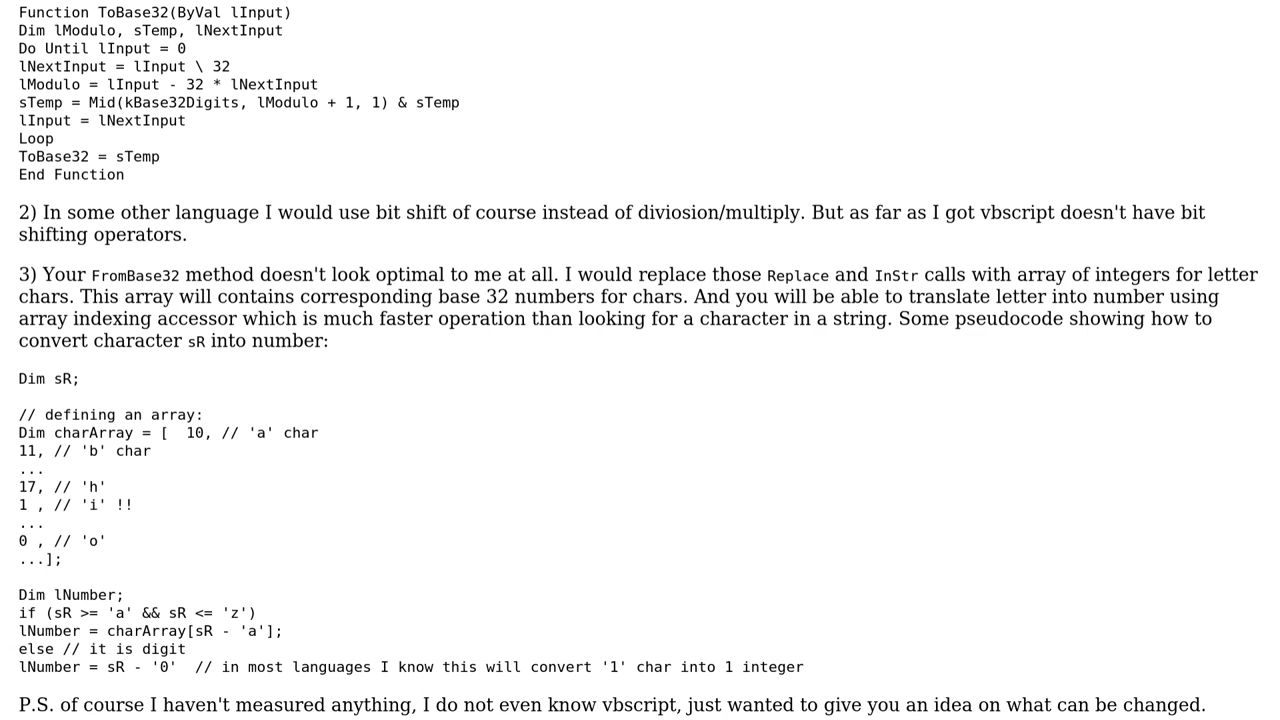 Function ToBase32(ByVal lInput)
Dim lModulo, sTemp, lNextInput
Do Until lInput = 0
lNextInput = lInput \ 32
lModulo = lInput - 32 * lNextInput
sTemp = Mid(kBase32Digits, lModulo + 1, 1) & sTemp
lInput = lNextInput
Loop
ToBase32 = sTemp
End Function
2) In some other language I would use bit shift of course instead of diviosion/multiply. But as far as I got vbscript doesn't have bit
shifting operators.
3) Your FromBase32 method doesn't look optimal to me at all. I would replace those Replace and InStr calls with array of integers for letter
chars. This array will contains corresponding base 32 numbers for chars. And you will be able to translate letter into number using
array indexing accessor which is much faster operation than looking for a character in a string. Some pseudocode showing how to
convert character sR into number:
Dim sR;
// defining an array:
Dim charArray = [  10, // 'a' char
11, // 'b' char
...
17, // 'h'
1 , // 'i' !!
...
0 , // 'o'
...];
Dim lNumber;
if (sR >= 'a' && sR <= 'z')
lNumber = charArray[sR - 'a'];
else // it is digit
lNumber = sR - '0'  // in most languages I know this will convert '1' char into 1 integer
P.S. of course I haven't measured anything, I do not even know vbscript, just wanted to give you an idea on what can be changed.